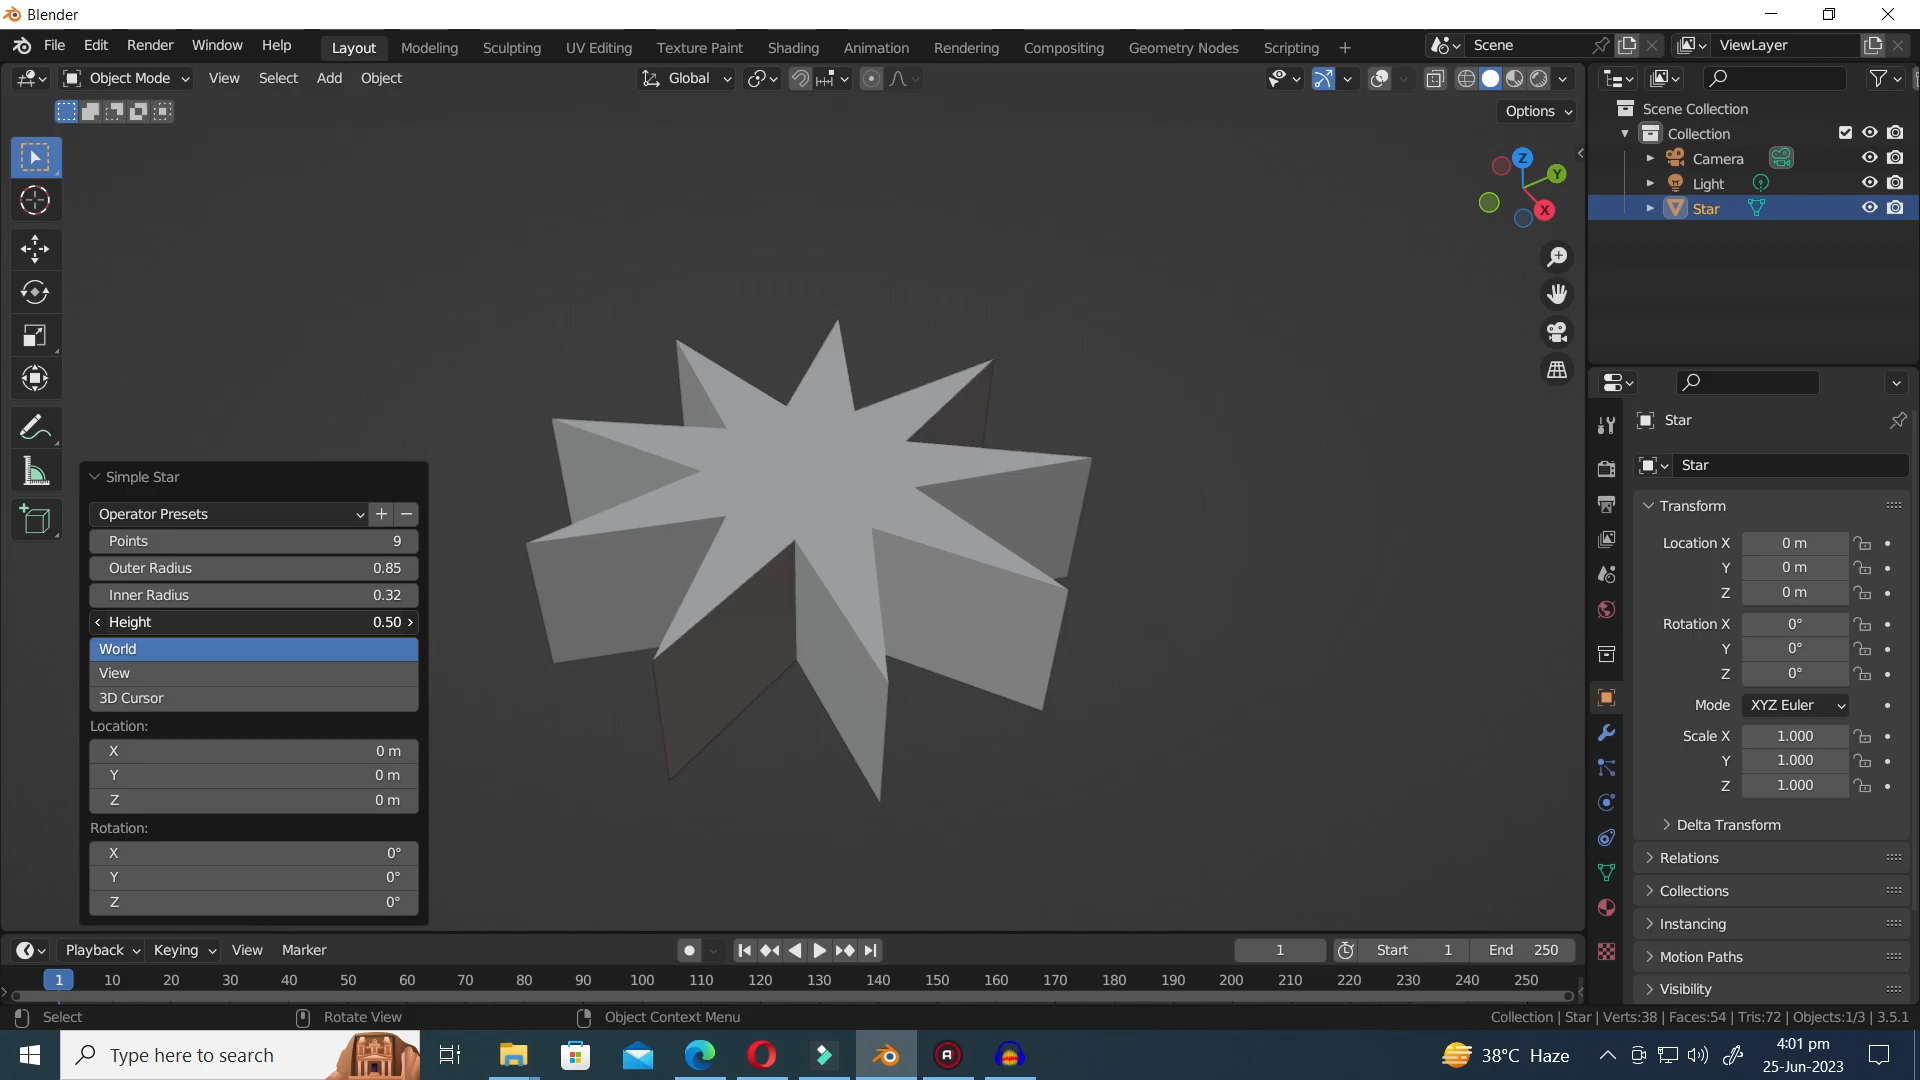 Blender
File Edit Render Window Help
Layout Modeling Sculpting UV Editing Texture Paint Shading Animation Rendering Compositing Geometry Nodes Scripting +
Scene
ViewLayer
Object Mode View Select Add Object
Global
Options
Z
Y
X
Scene Collection
Collection
Camera
Light
Star
Star
Star
Transform
Location X 0 m
Y 0 m
Z 0 m
Rotation X 0°
Y 0°
Z 0°
Mode XYZ Euler
Scale X 1.000
Y 1.000
Z 1.000
Delta Transform
Relations
Collections
Instancing
Motion Paths
Visibility
Simple Star
Operator Presets + −
Points 9
Outer Radius 0.85
Inner Radius 0.32
Height 0.50
World
View
3D Cursor
Location:
X 0 m
Y 0 m
Z 0 m
Rotation:
X 0°
Y 0°
Z 0°
Playback Keying View Marker
1
Start 1
End 250
1 10 20 30 40 50 60 70 80 90 100 110 120 130 140 150 160 170 180 190 200 210 220 230 240 250
Select
Rotate View
Object Context Menu
Collection | Star | Verts:38 | Faces:54 | Tris:72 | Objects:1/3 | 3.5.1
Type here to search
38°C Haze
4:01 pm
25-Jun-2023